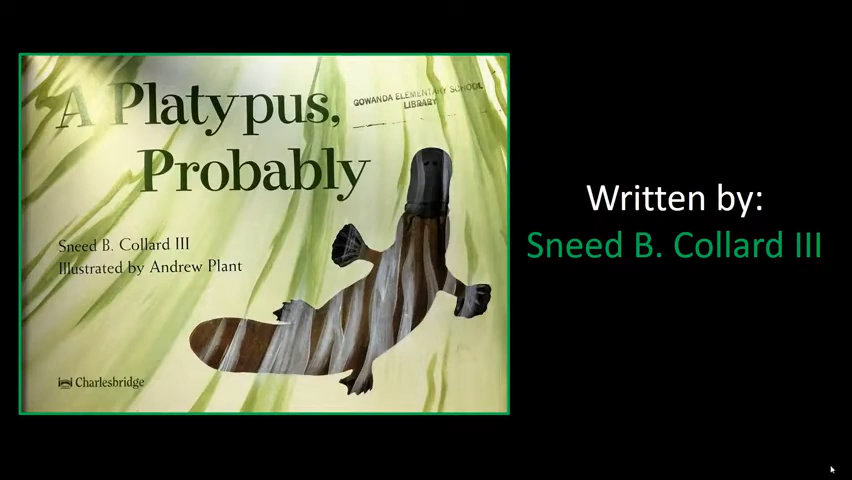 A Platypus,
Probably
GOWANDA ELEMENTARY SCHOOL
LIBRARY
Sneed B. Collard III
Illustrated by Andrew Plant
Charlesbridge
Written by:
Sneed B. Collard III